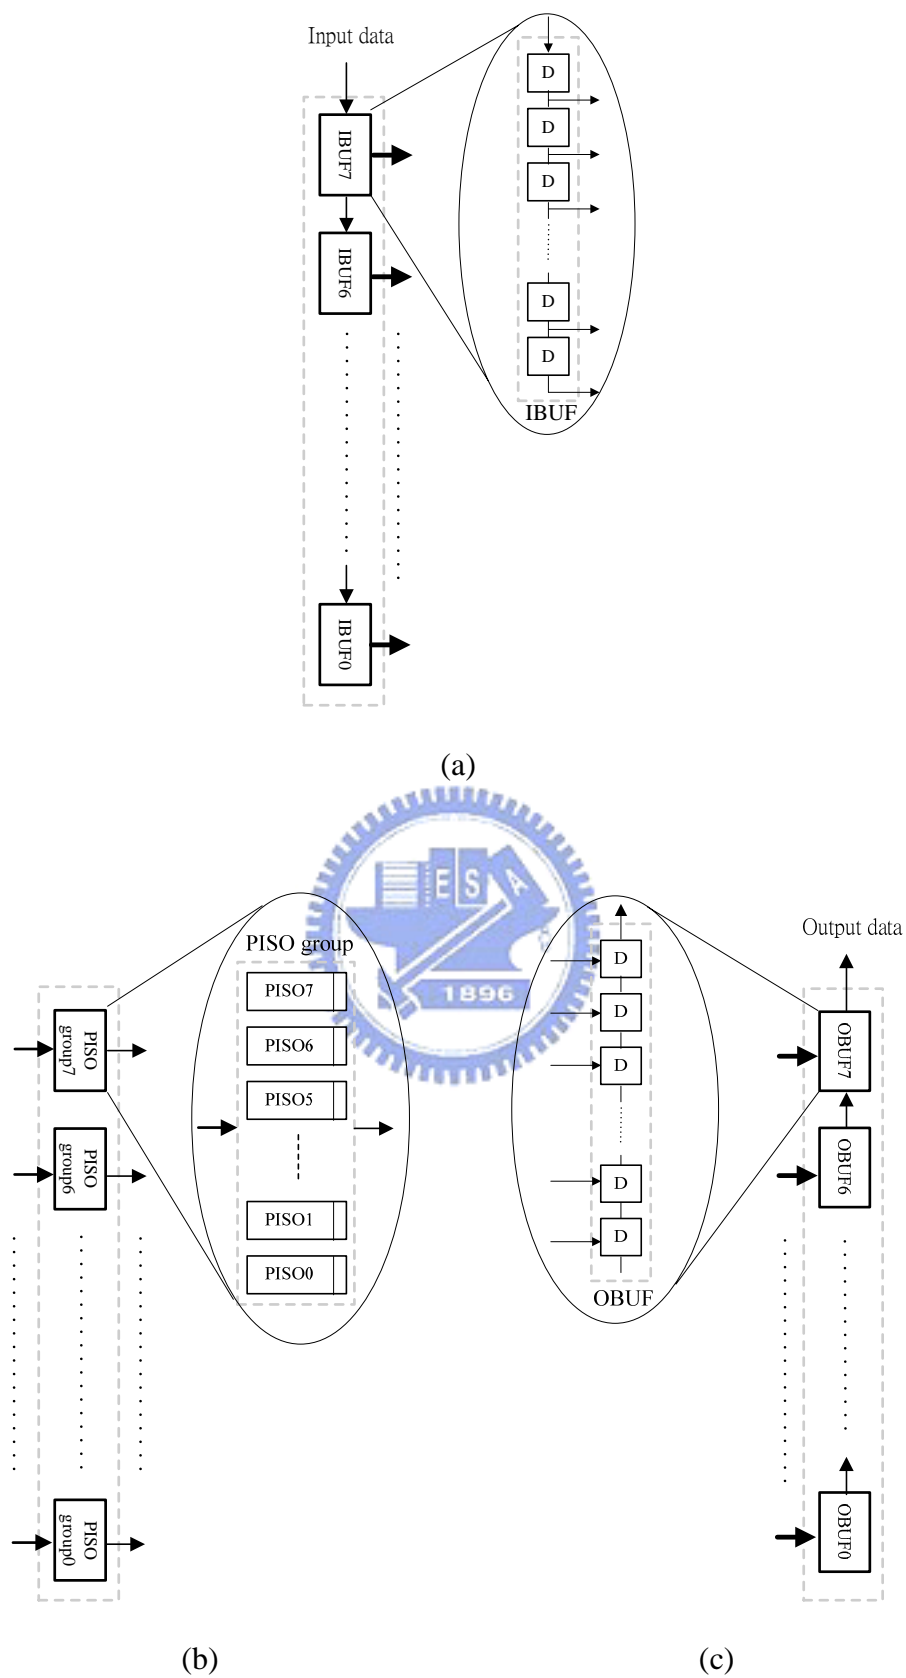 Input data
IBUF7
IBUF6
IBUF0
D
D
D
D
D
IBUF
(a)
E S A
1896
PISO group7
PISO group6
PISO group0
PISO group
PISO7
PISO6
PISO5
PISO1
PISO0
D
D
D
D
D
OBUF
Output data
OBUF7
OBUF6
OBUF0
(b)
(c)